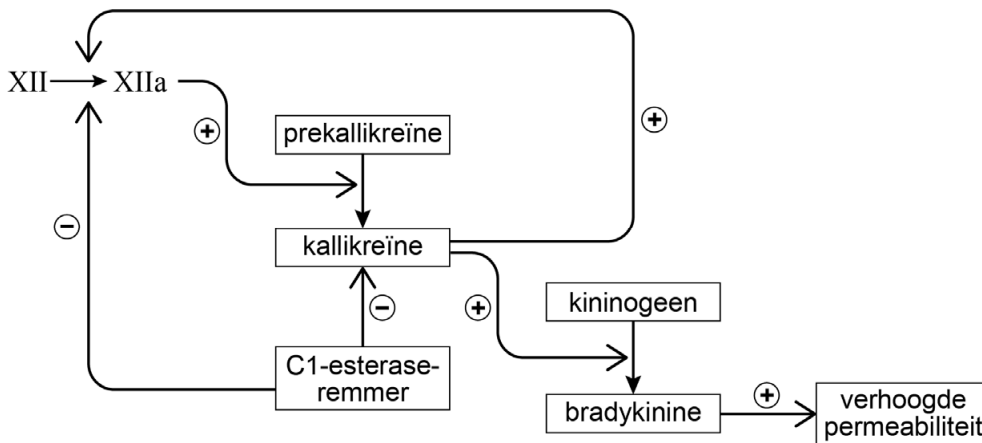 XII
XIIa
+
prekallikreïne
+
−
kallikreïne
−
+
kininogeen
C1-esterase-
remmer
bradykinine
+
verhoogde
permeabiliteit